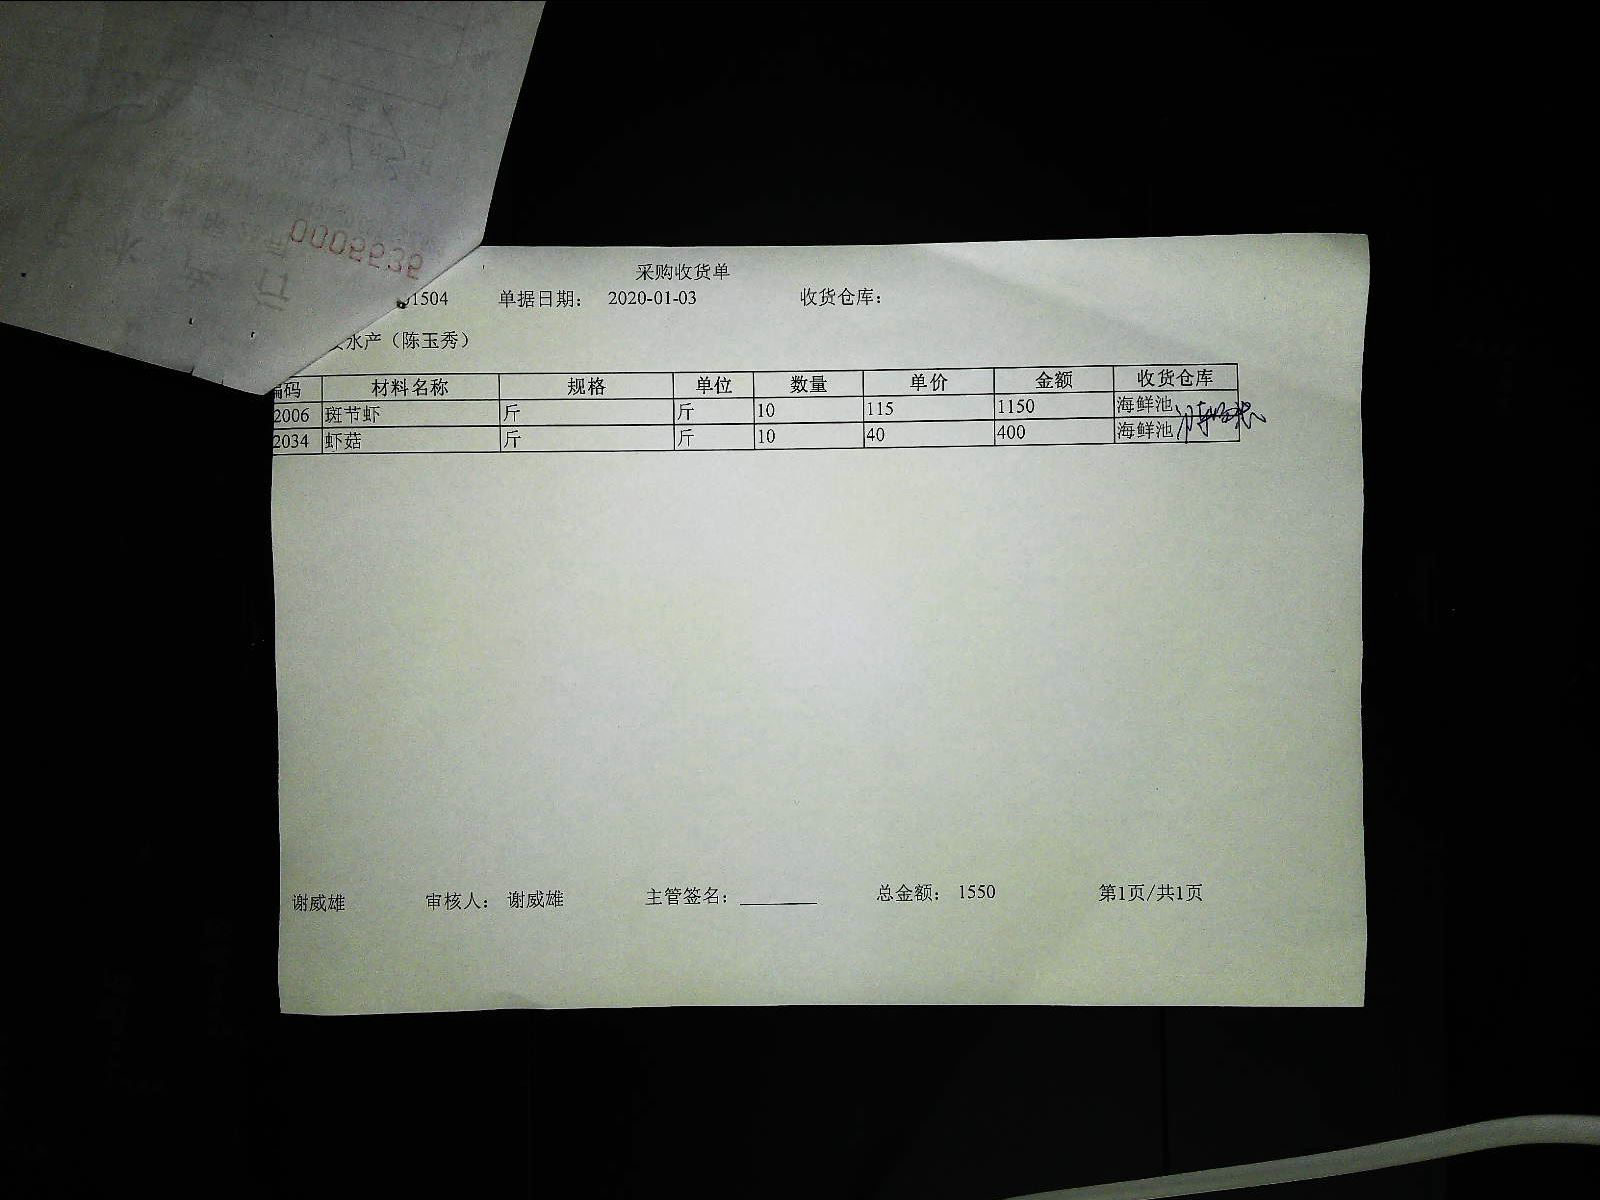 采购收货单
1504 单据日期： 2020-01-03 收货仓库：
水产（陈玉秀）
编码 材料名称 规格 单位 数量 单价 金额 收货仓库
2006 斑节虾 斤 斤 10 115 1150 海鲜池
2034 虾菇 斤 斤 10 40 400 海鲜池
谢威雄 审核人： 谢威雄 主管签名： 总金额： 1550 第1页/共1页